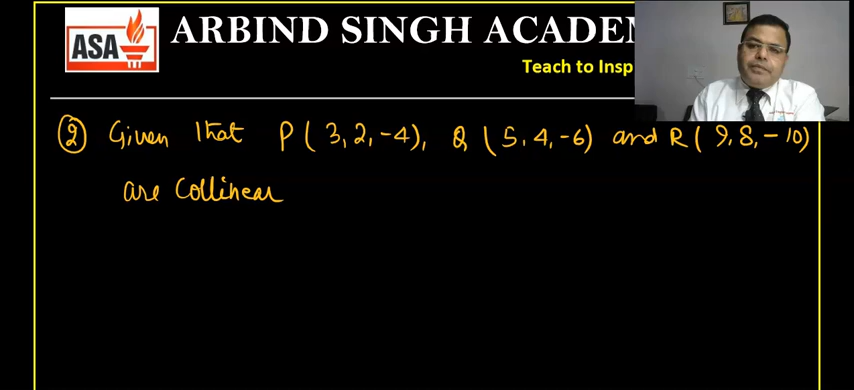 ASA
ARBIND SINGH ACADEM
Teach to Insp
② Given that P(3, 2, -4), Q(5, 4, -6) and R(9, 8, -10)
are Collinear